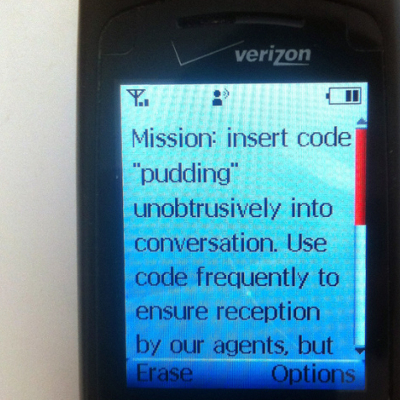 verizon
Mission: insert code
"pudding"
unobtrusively into
conversation. Use
code frequently to
ensure reception
by our agents, but
Erase Options